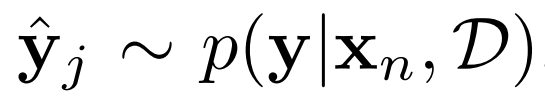 ŷ_j ∼ p(y|x_n, 𝒟).